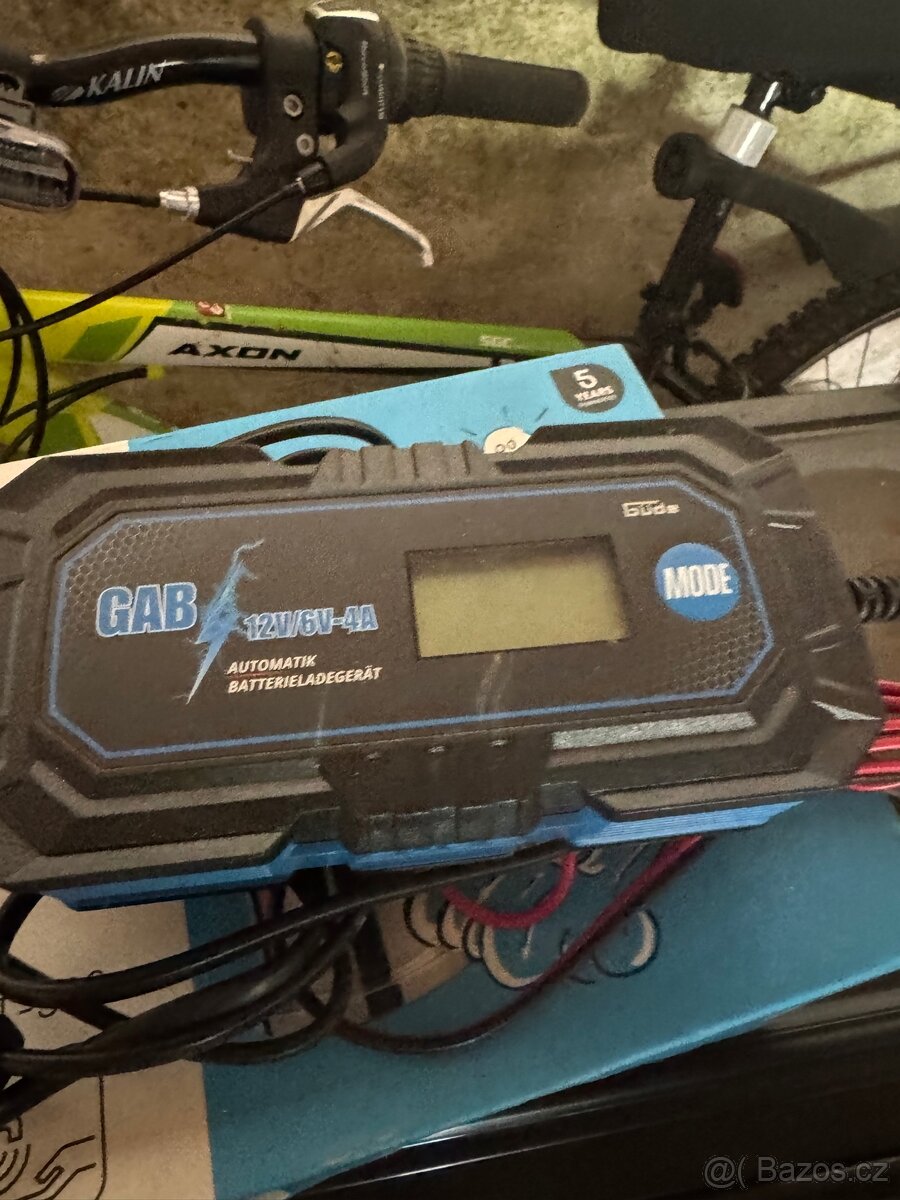 KALIN
AXON
5
YEARS
Güde
GAB
12V/6V-4A
MODE
AUTOMATIK
BATTERIELADEGERÄT
@( Bazos.cz